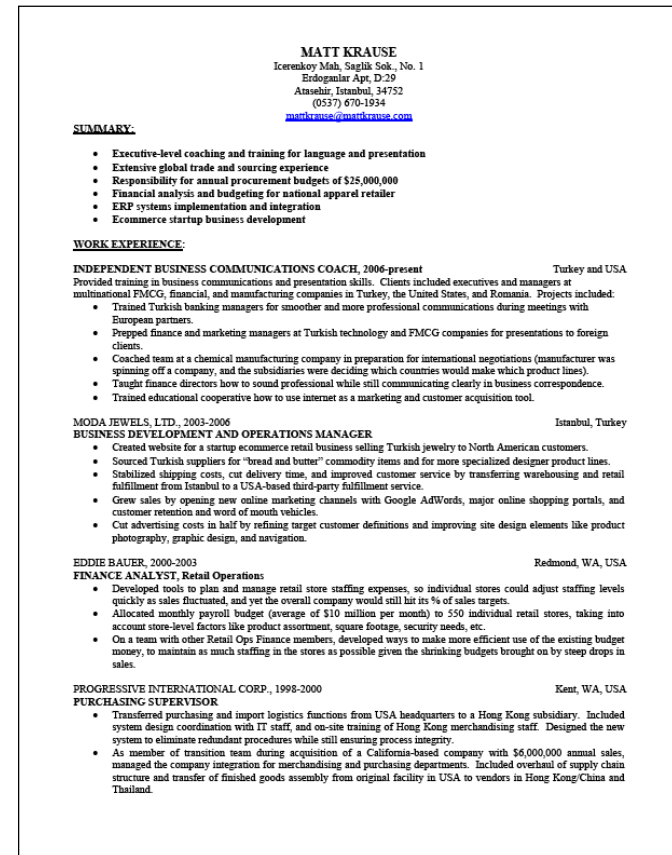 MATT KRAUSE
Icerenkoy Mah, Saglik Sok., No. 1
Erdoganlar Apt, D:29
Atasehir, Istanbul, 34752
(0537) 670-1934
mattkrause@mattkrause.com
SUMMARY:
• Executive-level coaching and training for language and presentation
• Extensive global trade and sourcing experience
• Responsibility for annual procurement budgets of $25,000,000
• Financial analysis and budgeting for national apparel retailer
• ERP systems implementation and integration
• Ecommerce startup business development
WORK EXPERIENCE:
INDEPENDENT BUSINESS COMMUNICATIONS COACH, 2006-present Turkey and USA
Provided training in business communications and presentation skills. Clients included executives and managers at
multinational FMCG, financial, and manufacturing companies in Turkey, the United States, and Romania. Projects included:
• Trained Turkish banking managers for smoother and more professional communications during meetings with
European partners.
• Prepped finance and marketing managers at Turkish technology and FMCG companies for presentations to foreign
clients.
• Coached team at a chemical manufacturing company in preparation for international negotiations (manufacturer was
spinning off a company, and the subsidiaries were deciding which countries would make which product lines).
• Taught finance directors how to sound professional while still communicating clearly in business correspondence.
• Trained educational cooperative how to use internet as a marketing and customer acquisition tool.
MODA JEWELS, LTD., 2003-2006 Istanbul, Turkey
BUSINESS DEVELOPMENT AND OPERATIONS MANAGER
• Created website for a startup ecommerce retail business selling Turkish jewelry to North American customers.
• Sourced Turkish suppliers for “bread and butter” commodity items and for more specialized designer product lines.
• Stabilized shipping costs, cut delivery time, and improved customer service by transferring warehousing and retail
fulfillment from Istanbul to a USA-based third-party fulfillment service.
• Grew sales by opening new online marketing channels with Google AdWords, major online shopping portals, and
customer retention and word of mouth vehicles.
• Cut advertising costs in half by refining target customer definitions and improving site design elements like product
photography, graphic design, and navigation.
EDDIE BAUER, 2000-2003 Redmond, WA, USA
FINANCE ANALYST, Retail Operations
• Developed tools to plan and manage retail store staffing expenses, so individual stores could adjust staffing levels
quickly as sales fluctuated, and yet the overall company would still hit its % of sales targets.
• Allocated monthly payroll budget (average of $10 million per month) to 550 individual retail stores, taking into
account store-level factors like product assortment, square footage, security needs, etc.
• On a team with other Retail Ops Finance members, developed ways to make more efficient use of the existing budget
money, to maintain as much staffing in the stores as possible given the shrinking budgets brought on by steep drops in
sales.
PROGRESSIVE INTERNATIONAL CORP., 1998-2000 Kent, WA, USA
PURCHASING SUPERVISOR
• Transferred purchasing and import logistics functions from USA headquarters to a Hong Kong subsidiary. Included
system design coordination with IT staff, and on-site training of Hong Kong merchandising staff. Designed the new
system to eliminate redundant procedures while still ensuring process integrity.
• As member of transition team during acquisition of a California-based company with $6,000,000 annual sales,
managed the company integration for merchandising and purchasing departments. Included overhaul of supply chain
structure and transfer of finished goods assembly from original facility in USA to vendors in Hong Kong/China and
Thailand.